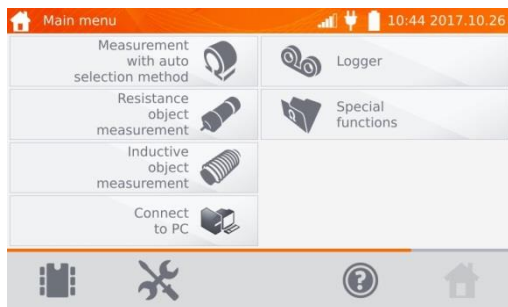 Main menu
10:44 2017.10.26
Measurement
with auto
selection method
Logger
Resistance
object
measurement
Special
functions
Inductive
object
measurement
Connect
to PC